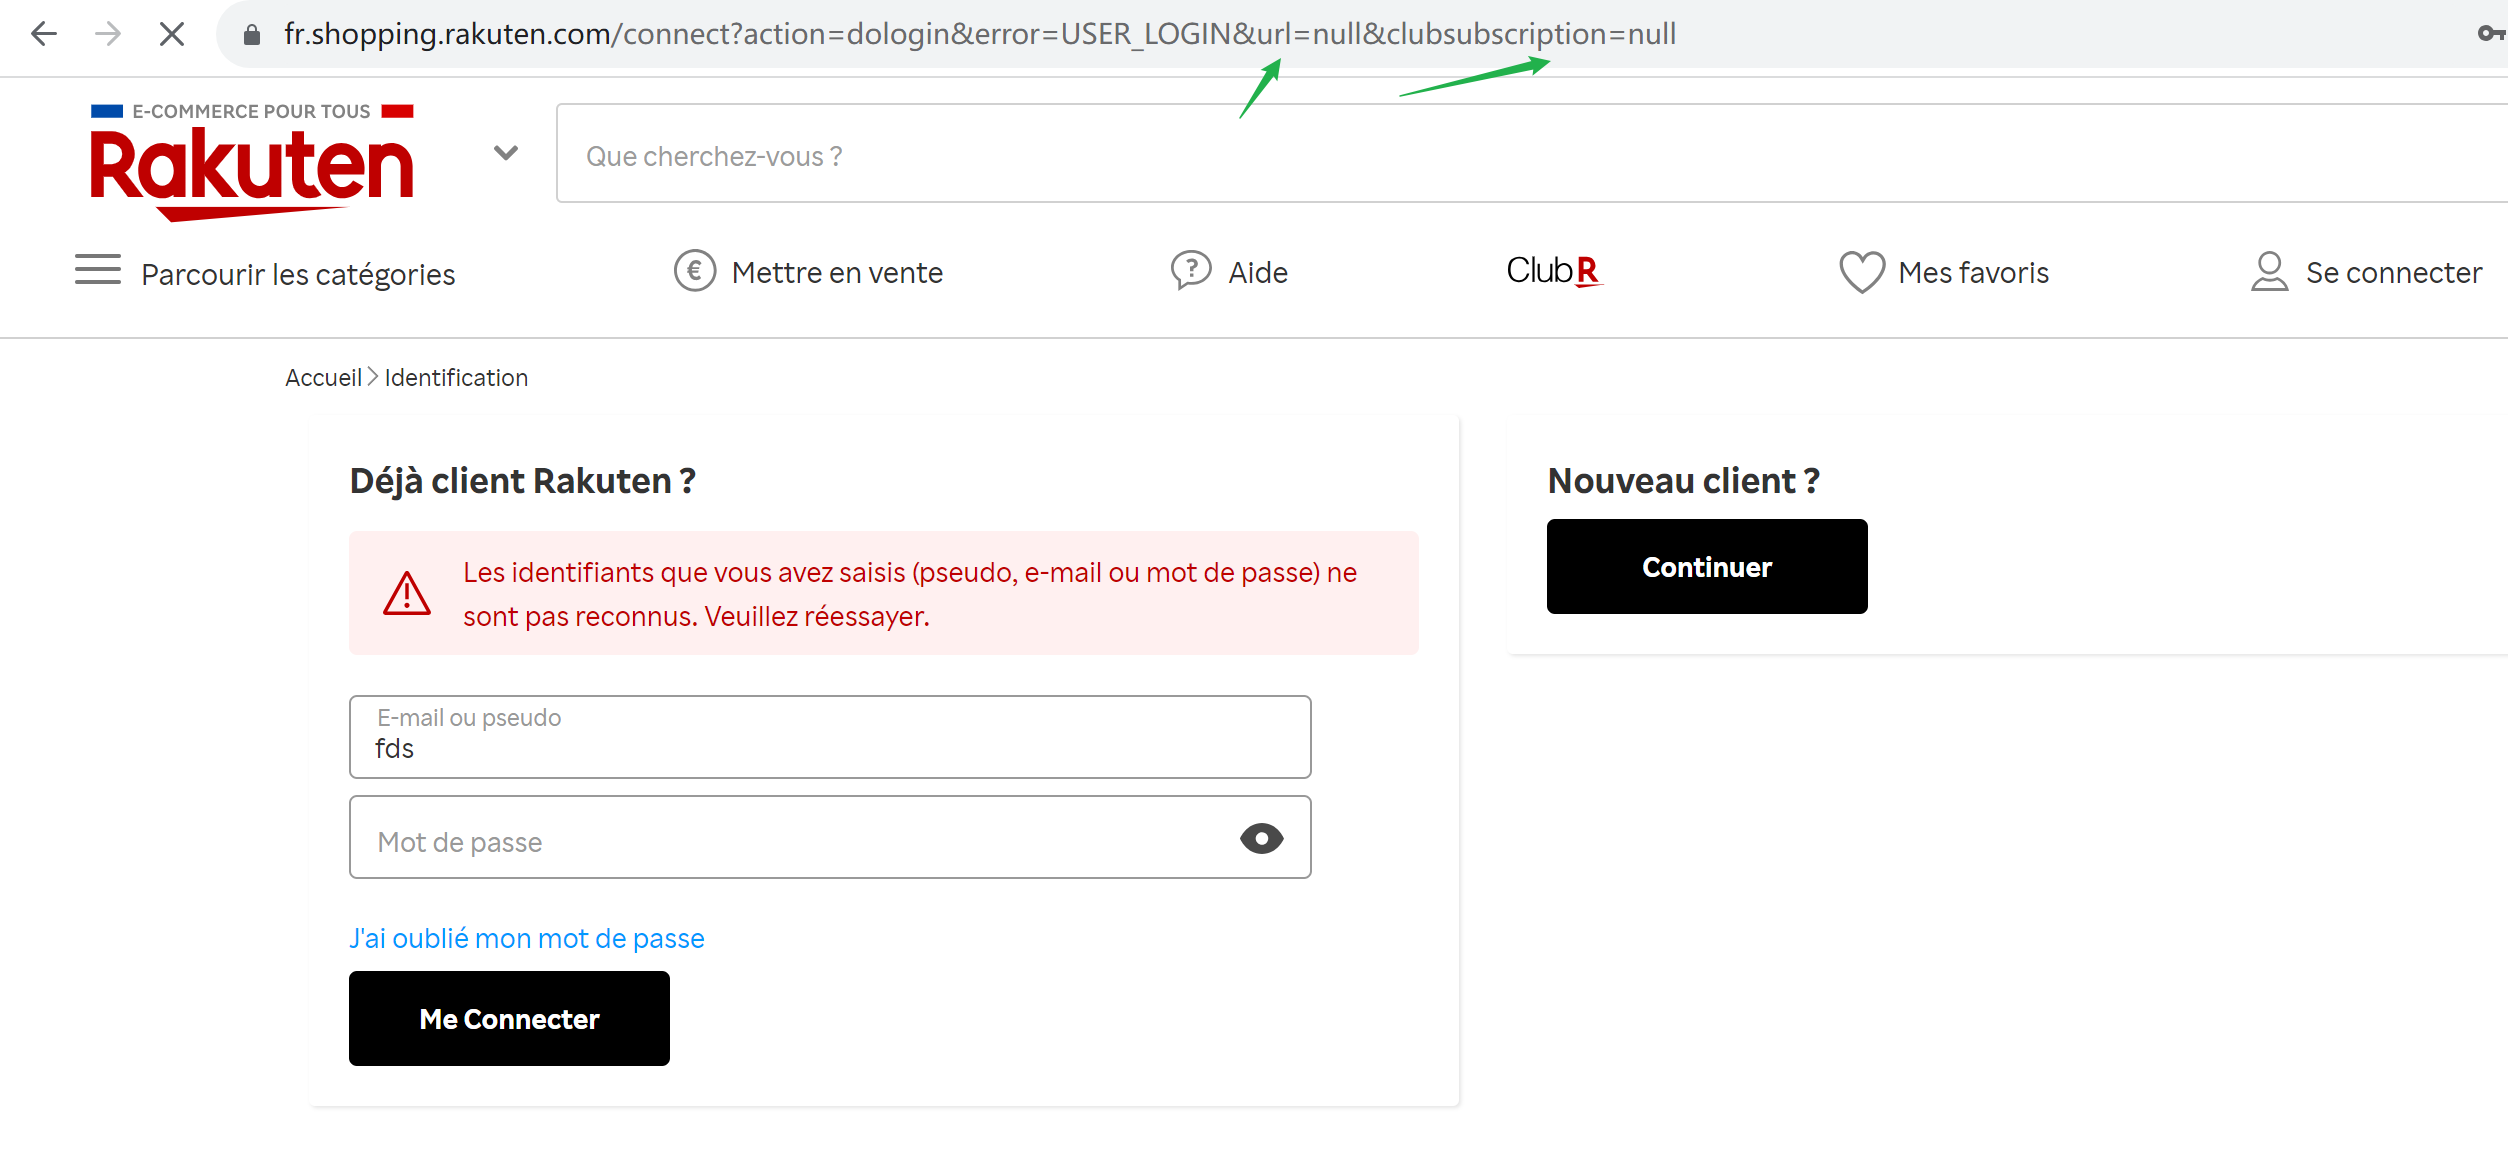 fr.shopping.rakuten.com/connect?action=dologin&error=USER_LOGIN&url=null&clubsubscription=null
E-COMMERCE POUR TOUS
Rakuten
Que cherchez-vous ?
Parcourir les catégories
Mettre en vente
Aide
Club R
Mes favoris
Se connecter
Accueil
Identification
Déjà client Rakuten ?
Les identifiants que vous avez saisis (pseudo, e-mail ou mot de passe) ne
sont pas reconnus. Veuillez réessayer.
E-mail ou pseudo
fds
Mot de passe
J'ai oublié mon mot de passe
Me Connecter
Nouveau client ?
Continuer